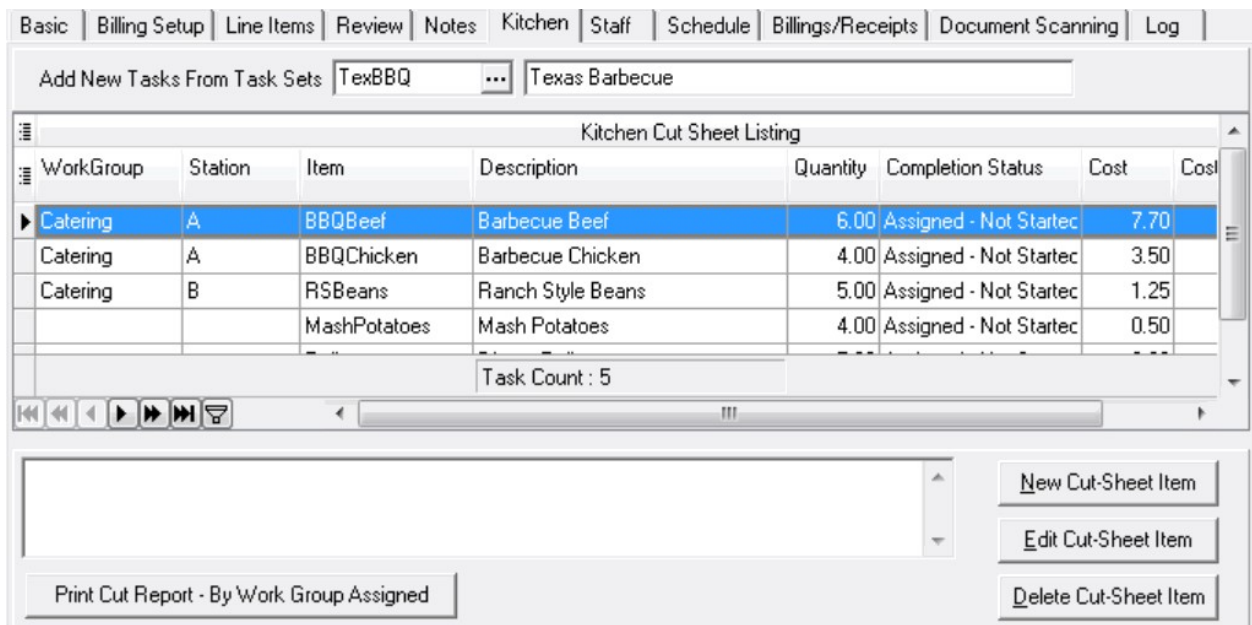 Basic Billing Setup Line Items Review Notes Kitchen Staff Schedule Billings/Receipts Document Scanning Log
Add New Tasks From Task Sets TexBBQ ... Texas Barbecue
Kitchen Cut Sheet Listing
WorkGroup Station Item Description Quantity Completion Status Cost Cost
Catering A BBQBeef Barbecue Beef 6.00 Assigned - Not Startec 7.70
Catering A BBQChicken Barbecue Chicken 4.00 Assigned - Not Startec 3.50
Catering B RSBeans Ranch Style Beans 5.00 Assigned - Not Startec 1.25
MashPotatoes Mash Potatoes 4.00 Assigned - Not Startec 0.50
Task Count : 5
New Cut-Sheet Item
Edit Cut-Sheet Item
Print Cut Report - By Work Group Assigned
Delete Cut-Sheet Item